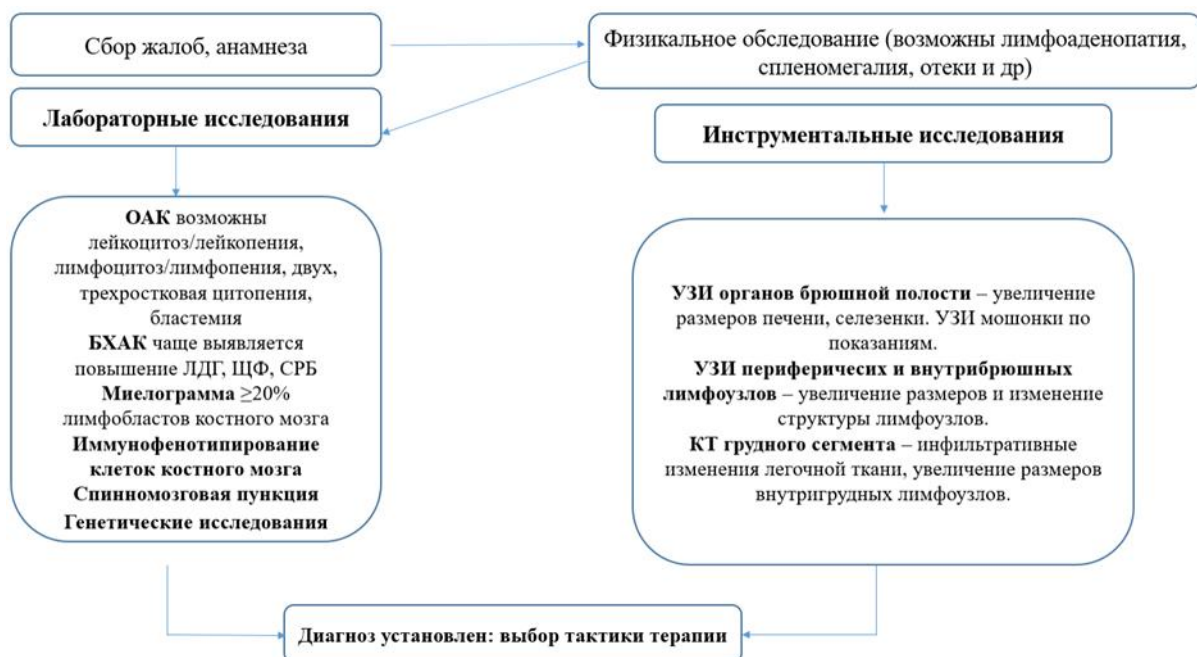 Сбор жалоб, анамнеза
Физикальное обследование (возможны лимфоаденопатия,
спленомегалия, отеки и др)
Лабораторные исследования
Инструментальные исследования
ОАК возможны
лейкоцитоз/лейкопения,
лимфоцитоз/лимфопения, двух,
трехростковая цитопения,
бластемия
БХАК чаще выявляется
повышение ЛДГ, ЩФ, СРБ
Миелограмма ≥20%
лимфобластов костного мозга
Иммунофенотипирование
клеток костного мозга
Спинномозговая пункция
Генетические исследования
УЗИ органов брюшной полости – увеличение
размеров печени, селезенки. УЗИ мошонки по
показаниям.
УЗИ периферичесих и внутрибрюшных
лимфоузлов – увеличение размеров и изменение
структуры лимфоузлов.
КТ грудного сегмента – инфильтративные
изменения легочной ткани, увеличение размеров
внутригрудных лимфоузлов.
Диагноз установлен: выбор тактики терапии